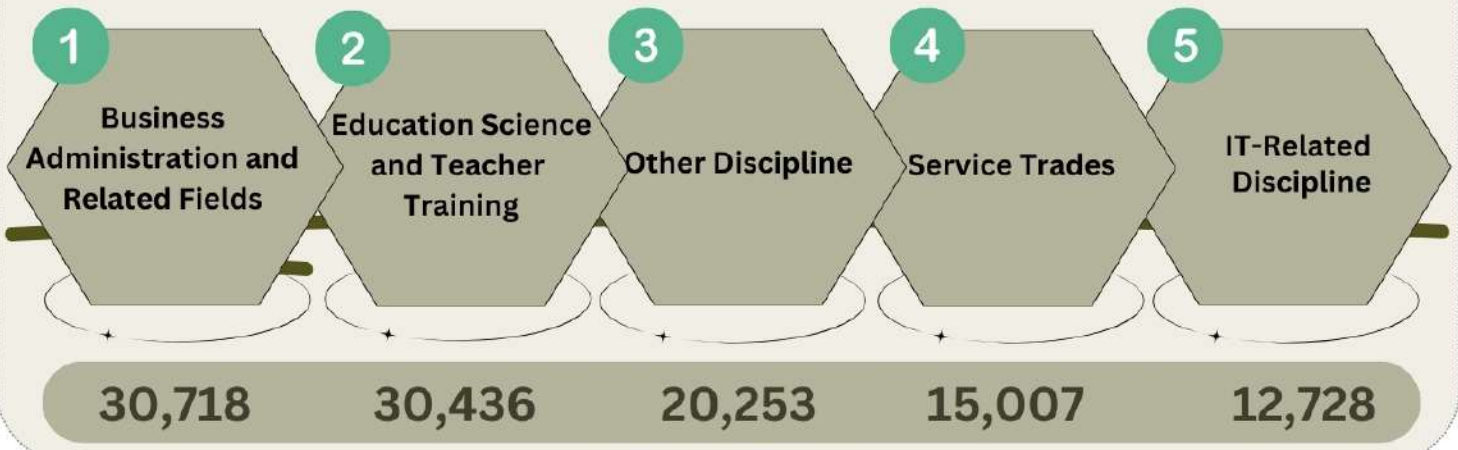 1
Business
Administration and
Related Fields
2
Education Science
and Teacher
Training
3
Other Discipline
4
Service Trades
5
IT-Related
Discipline
30,718
30,436
20,253
15,007
12,728